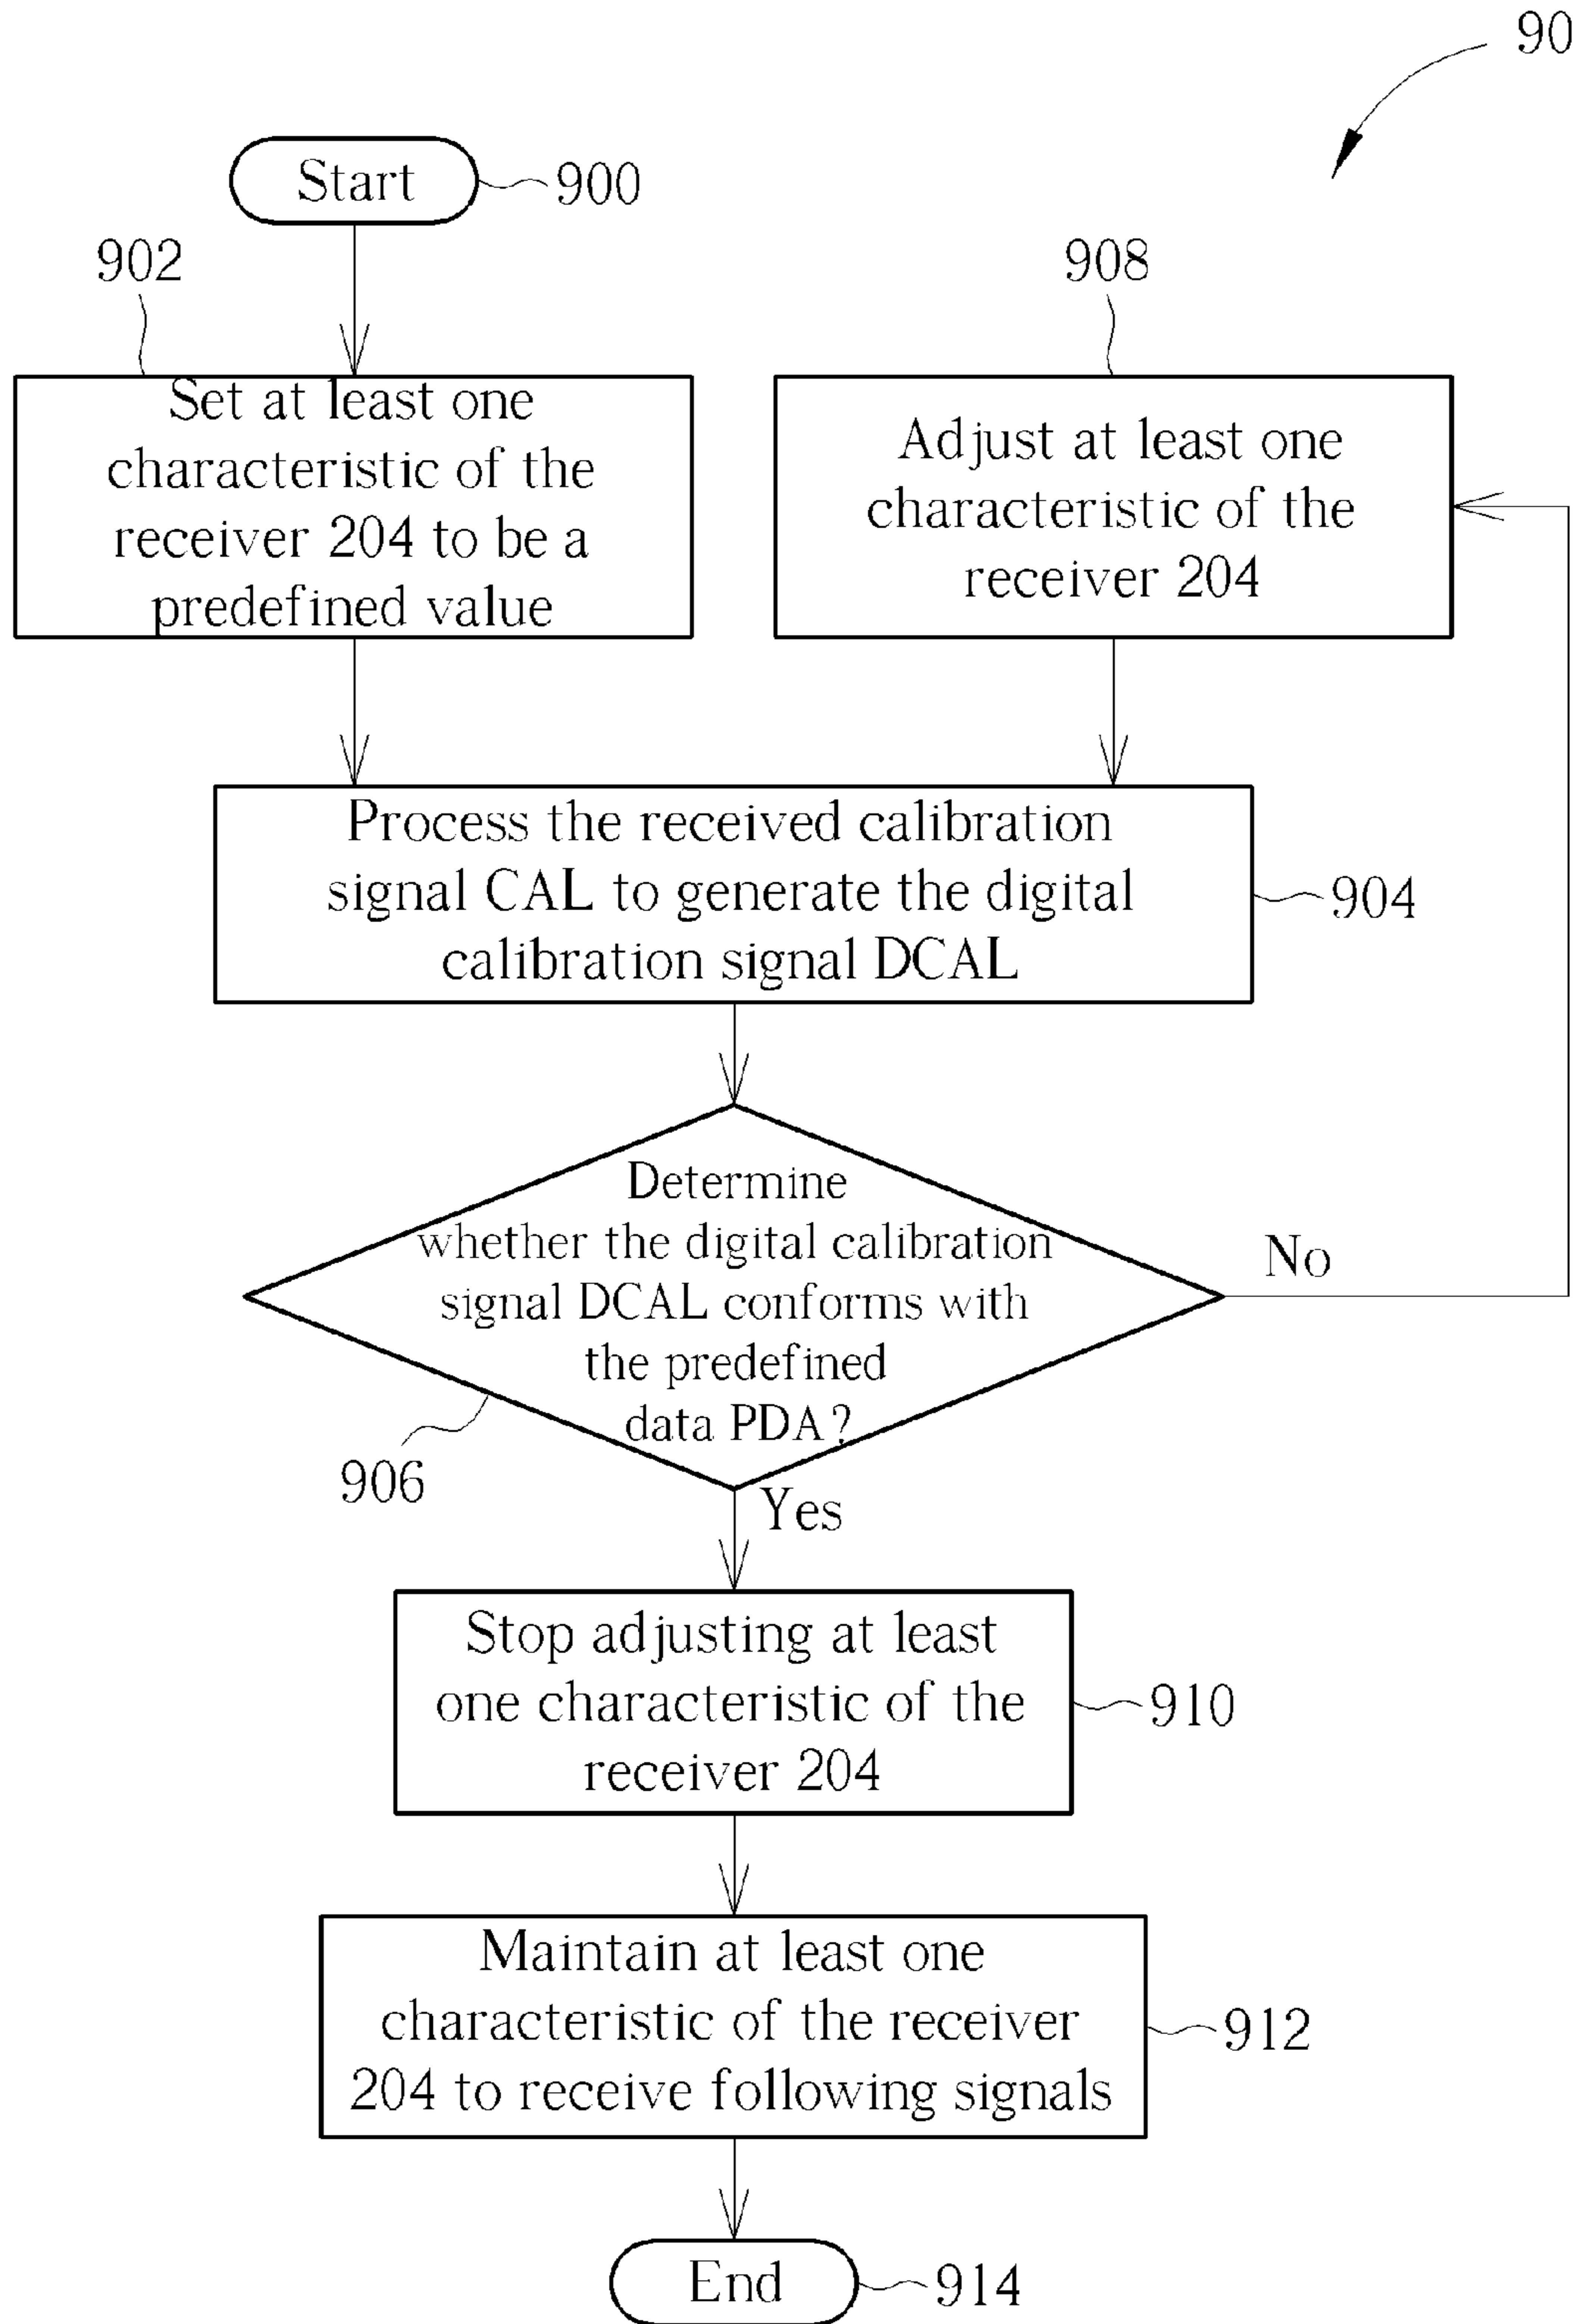 90
Start
900
902
Set at least one
characteristic of the
receiver 204 to be a
predefined value
908
Adjust at least one
characteristic of the
receiver 204
Process the received calibration
signal CAL to generate the digital
calibration signal DCAL
904
Determine
whether the digital calibration
signal DCAL conforms with
the predefined
data PDA?
906
No
Yes
Stop adjusting at least
one characteristic of the
receiver 204
910
Maintain at least one
characteristic of the receiver
204 to receive following signals
912
End
914